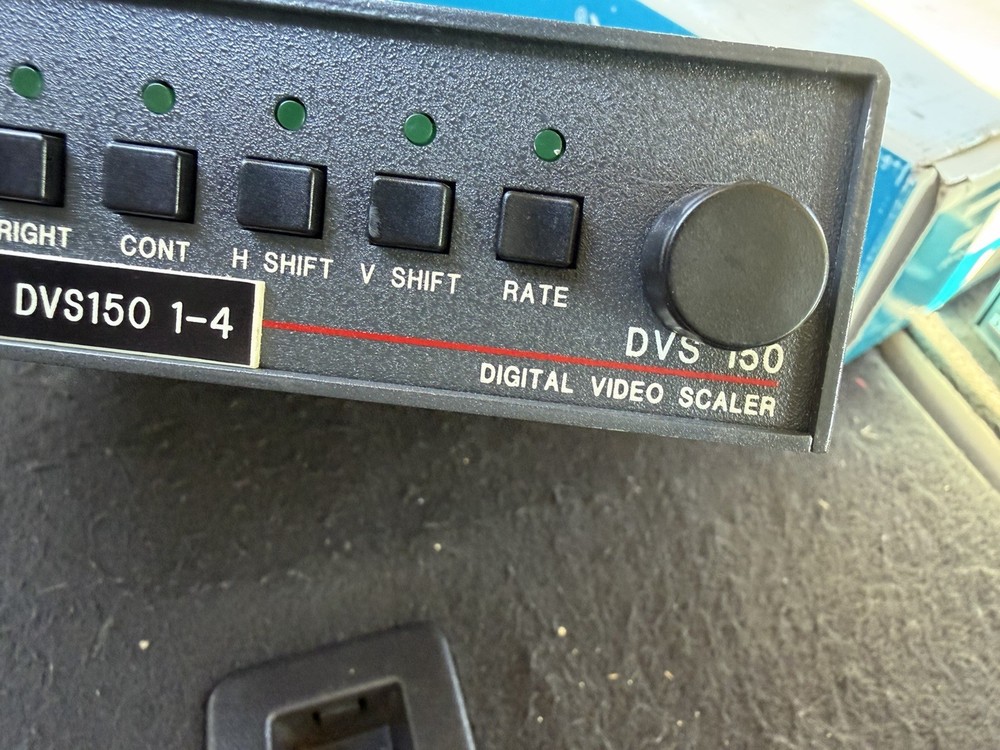 RIGHT
CONT
H SHIFT
V SHIFT
RATE
DVS150 1-4
DVS 150
DIGITAL VIDEO SCALER